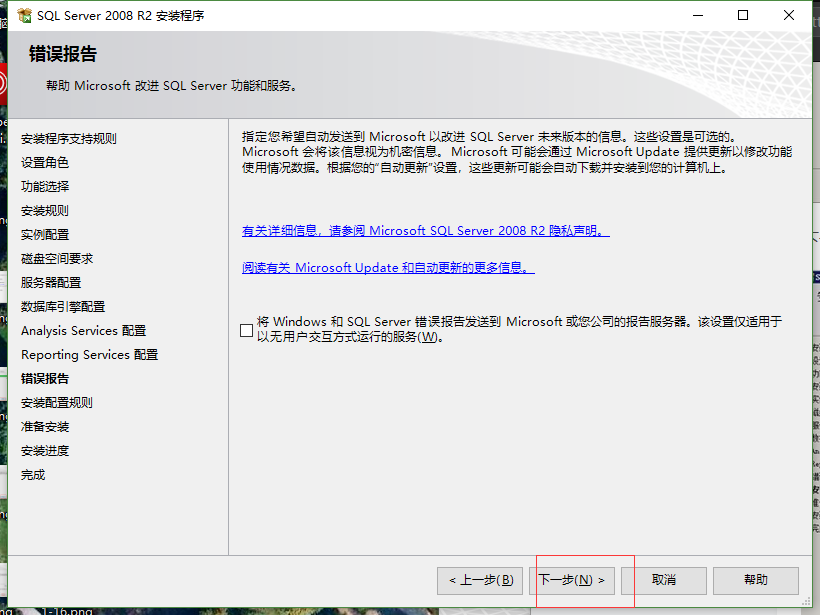 SQL Server 2008 R2 安装程序
错误报告
帮助 Microsoft 改进 SQL Server 功能和服务。
安装程序支持规则
设置角色
功能选择
安装规则
实例配置
磁盘空间要求
服务器配置
数据库引擎配置
Analysis Services 配置
Reporting Services 配置
错误报告
安装配置规则
准备安装
安装进度
完成
指定您希望自动发送到 Microsoft 以改进 SQL Server 未来版本的信息。这些设置是可选的。
Microsoft 会将该信息视为机密信息。 Microsoft 可能会通过 Microsoft Update 提供更新以修改功能
使用情况数据。根据您的“自动更新”设置，这些更新可能会自动下载并安装到您的计算机上。
有关详细信息，请参阅 Microsoft SQL Server 2008 R2 隐私声明。
阅读有关 Microsoft Update 和自动更新的更多信息。
将 Windows 和 SQL Server 错误报告发送到 Microsoft 或您公司的报告服务器。该设置仅适用于
以无用户交互方式运行的服务(W)。
< 上一步(B)
下一步(N) >
取消
帮助
1-16.png